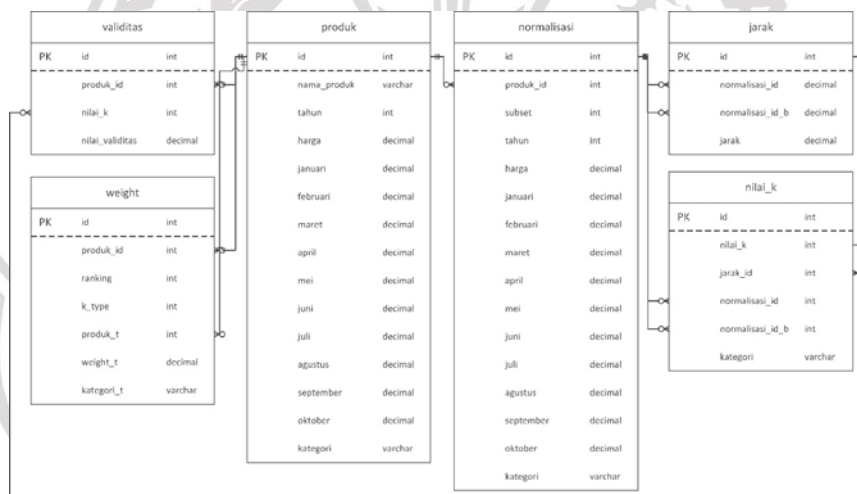 validitas
PK id int
produk_id int
nilai_k int
nilai_validitas decimal
weight
PK id int
produk_id int
ranking int
k_type int
produk_t int
weight_t decimal
kategori_t varchar
produk
PK id int
nama_produk varchar
tahun int
harga decimal
januari decimal
februari decimal
maret decimal
april decimal
mei decimal
juni decimal
juli decimal
agustus decimal
september decimal
oktober decimal
kategori varchar
normalisasi
PK id int
produk_id int
subset int
tahun int
harga decimal
januari decimal
februari decimal
maret decimal
april decimal
mei decimal
juni decimal
juli decimal
agustus decimal
september decimal
oktober decimal
kategori varchar
jarak
PK id int
normalisasi_id decimal
normalisasi_id_b decimal
jarak decimal
nilai_k
PK id int
nilai_k int
jarak_id int
normalisasi_id int
normalisasi_id_b int
kategori varchar